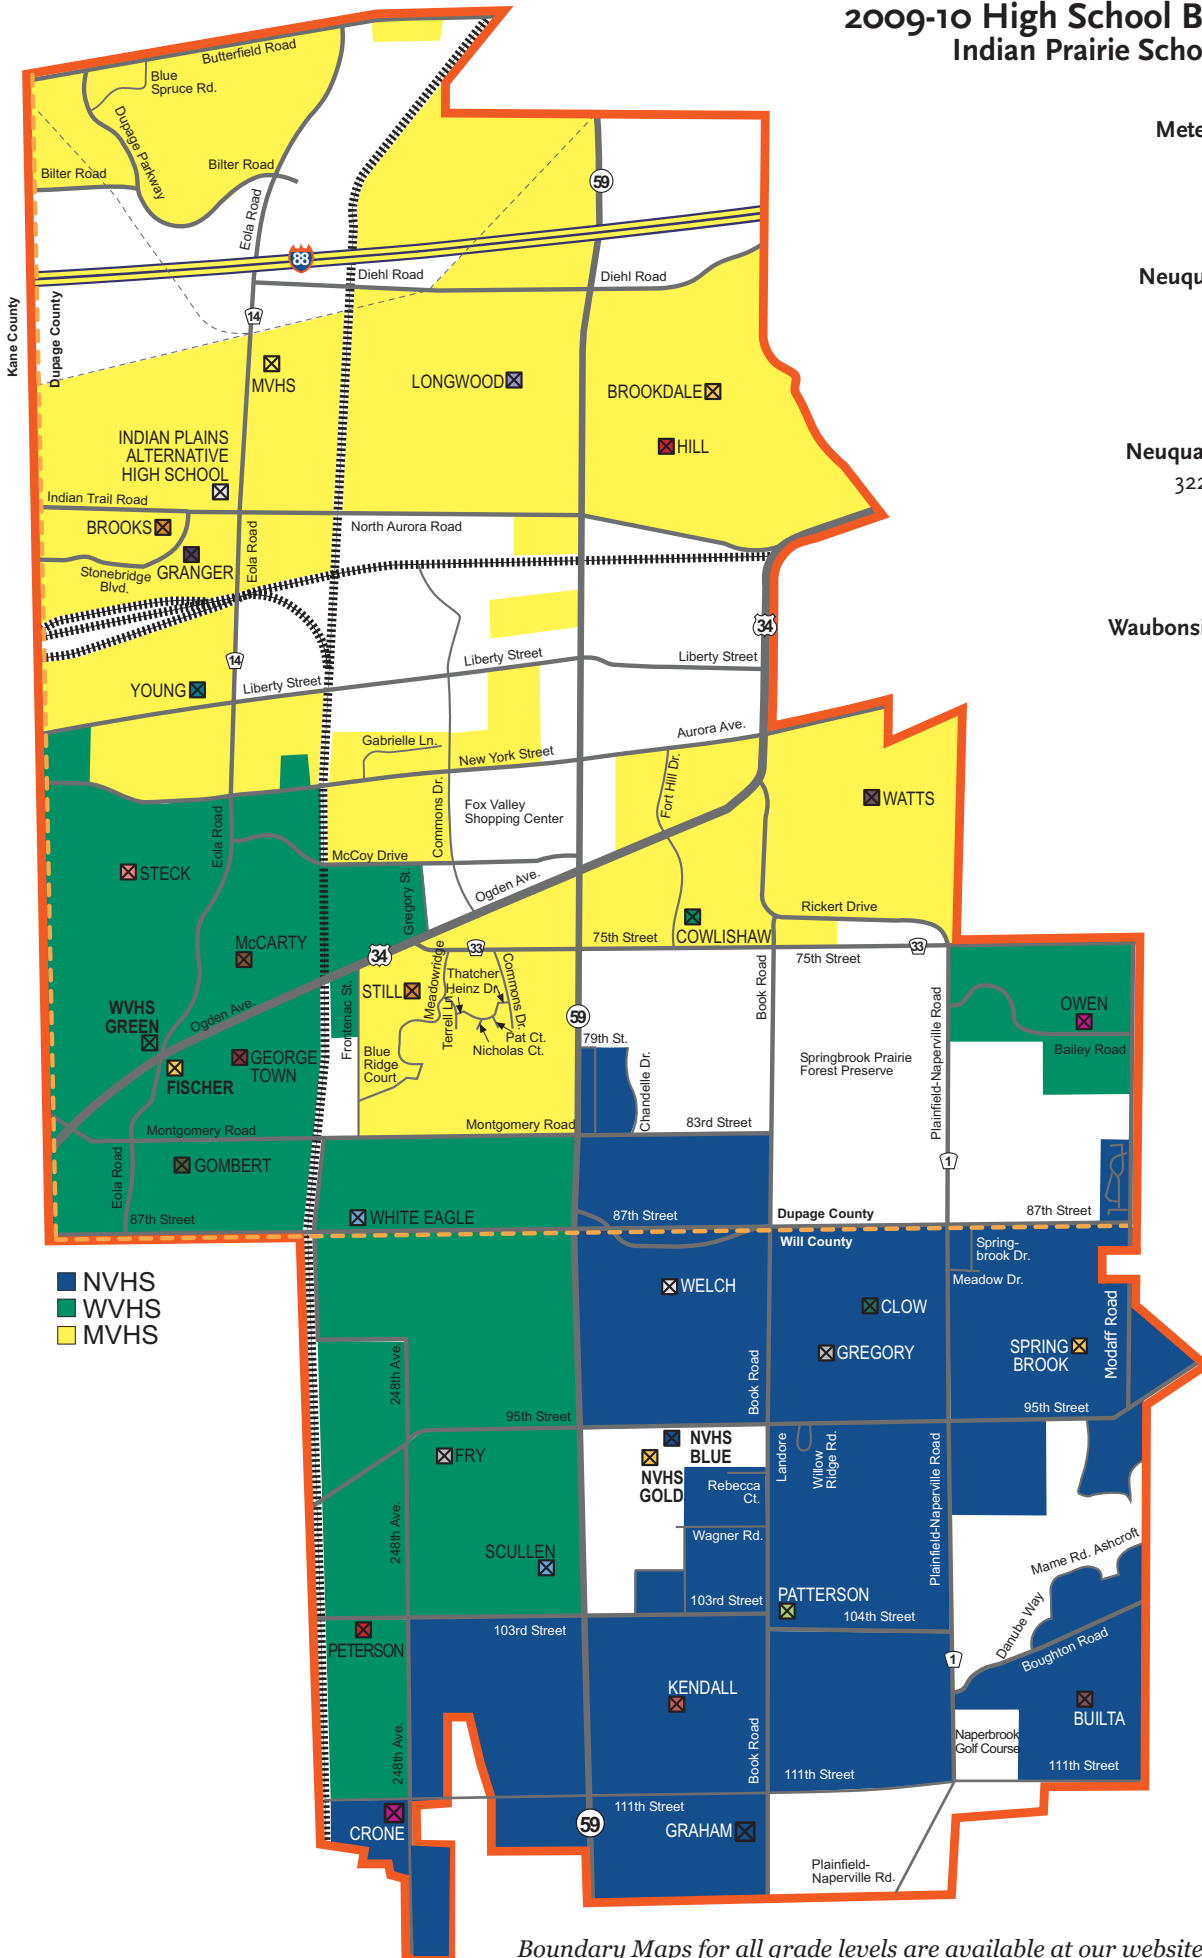 2009-10 High School B
Indian Prairie Scho
Mete
Neuqu
Neuqua
322
Waubonsi
Butterfield Road
Blue
Spruce Rd.
Dupage Parkway
Bilter Road
Bilter Road
Eola Road
59
88
Diehl Road
Diehl Road
Kane County
Dupage County
14
MVHS
LONGWOOD
BROOKDALE
HILL
INDIAN PLAINS
ALTERNATIVE
HIGH SCHOOL
Indian Trail Road
BROOKS
North Aurora Road
Eola Road
Stonebridge
Blvd.
GRANGER
34
14
Liberty Street
Liberty Street
Liberty Street
YOUNG
Gabrielle Ln.
New York Street
Aurora Ave.
Fort Hill Dr.
Commons Dr.
Fox Valley
Shopping Center
WATTS
Eola Road
McCoy Drive
STECK
Gregory St.
Ogden Ave.
Rickert Drive
COWLISHAW
McCARTY
34
33
75th Street
33
75th Street
STILL
Meadowridge
Thatcher
Heinz Dr.
Commons Dr.
Terrell Ln.
Pat Ct.
Nicholas Ct.
Book Road
OWEN
Plainfield-Naperville Road
WVHS
GREEN
Ogden Ave.
Frontenac St.
59
79th St.
Bailey Road
FISCHER
GEORGE
TOWN
Blue
Ridge
Court
Chandelle Dr.
Springbrook Prairie
Forest Preserve
Montgomery Road
Montgomery Road
83rd Street
GOMBERT
Eola Road
1
87th Street
WHITE EAGLE
87th Street
Dupage County
87th Street
Will County
Spring-
brook Dr.
Meadow Dr.
NVHS
WVHS
MVHS
WELCH
CLOW
GREGORY
SPRING
BROOK
Modaff Road
248th Ave.
Book Road
95th Street
95th Street
FRY
NVHS
BLUE
NVHS
GOLD
Landore
Willow
Ridge Rd.
Plainfield-Naperville Road
Rebecca
Ct.
Wagner Rd.
248th Ave.
SCULLEN
Mame Rd. Ashcroft
103rd Street
PATTERSON
104th Street
103rd Street
PETERSON
Danube Way
Boughton Road
1
KENDALL
BUILTA
248th Ave.
Book Road
Naperbrook
Golf Course
111th Street
111th Street
111th Street
CRONE
59
GRAHAM
Plainfield-
Naperville Rd.
Boundary Maps for all grade levels are available at our website